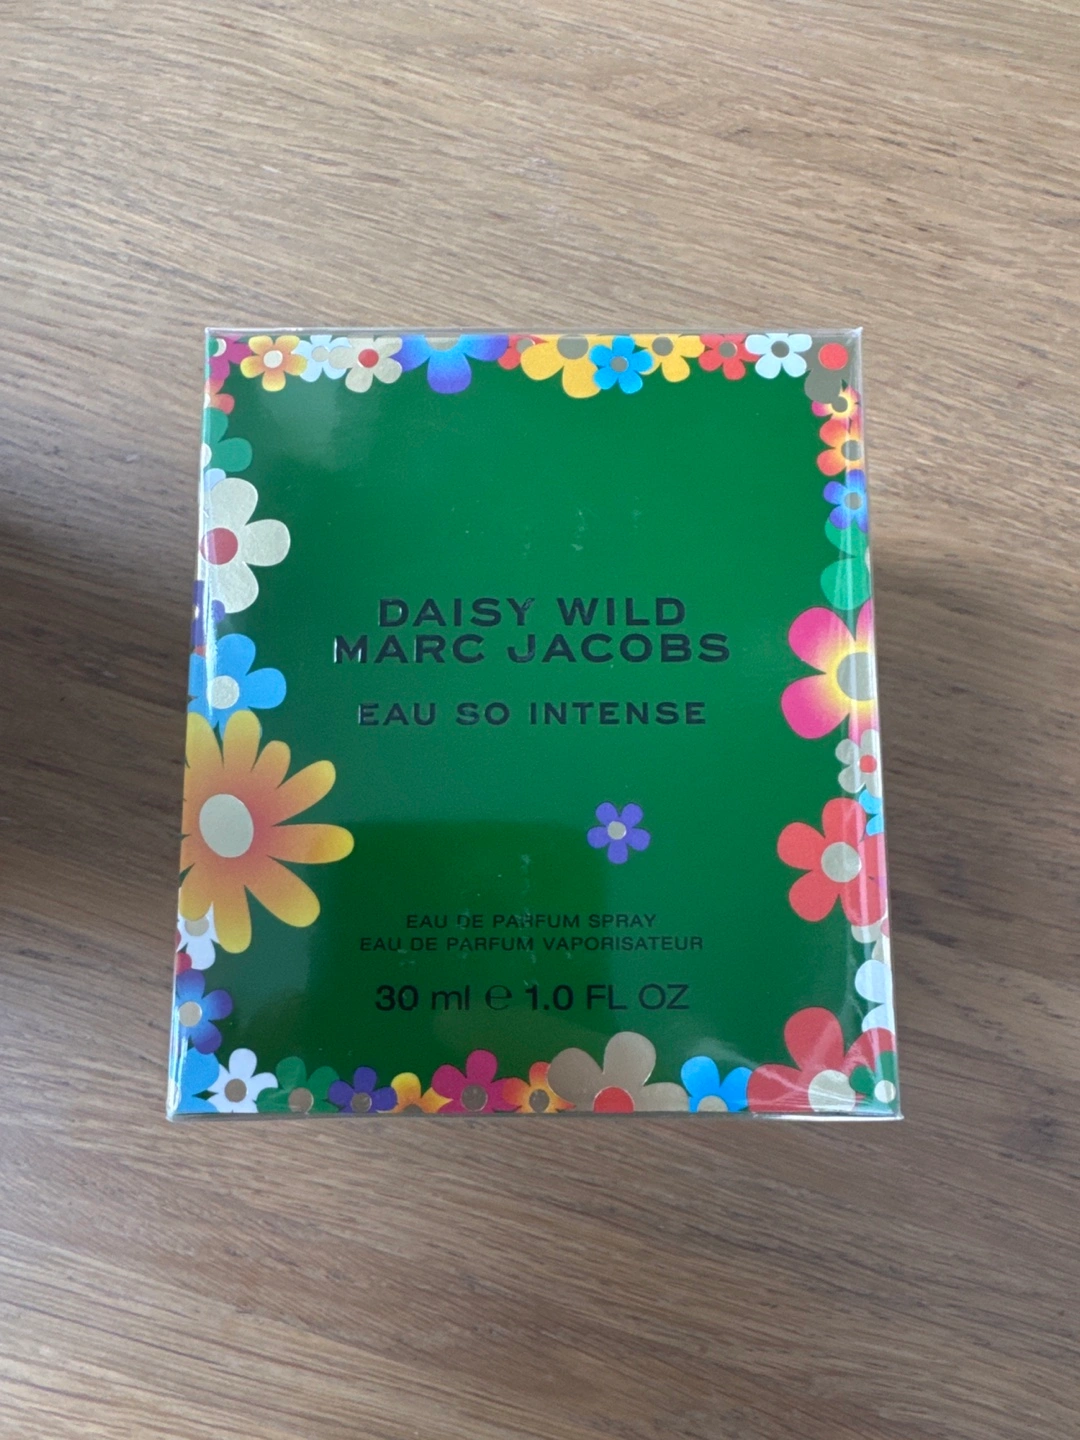 DAISY WILD
MARC JACOBS
EAU SO INTENSE
EAU DE PARFUM SPRAY
EAU DE PARFUM VAPORISATEUR
30 ml ℮ 1.0 FL OZ